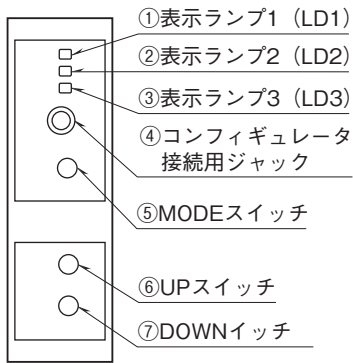 ①表示ランプ1（LD1）
②表示ランプ2（LD2）
③表示ランプ3（LD3）
④コンフィギュレータ
接続用ジャック
⑤MODEスイッチ
⑥UPスイッチ
⑦DOWNイッチ